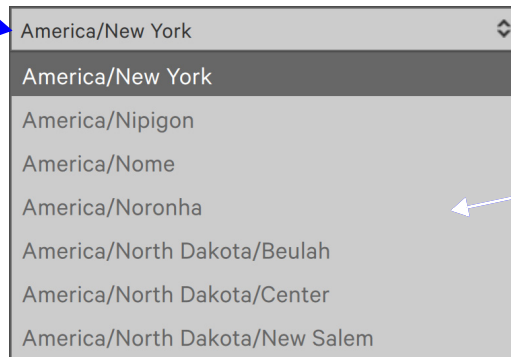 America/New York
America/New York
America/Nipigon
America/Nome
America/Noronha
America/North Dakota/Beulah
America/North Dakota/Center
America/North Dakota/New Salem